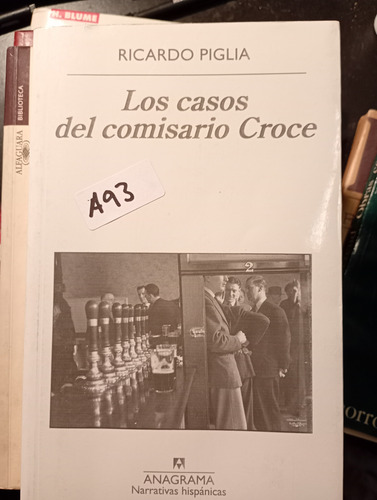 H. BLUME
RICARDO PIGLIA
Los casos
del comisario Croce
A93
2
ANAGRAMA
Narrativas hispánicas
ALFAGUARA
BIBLIOTECA